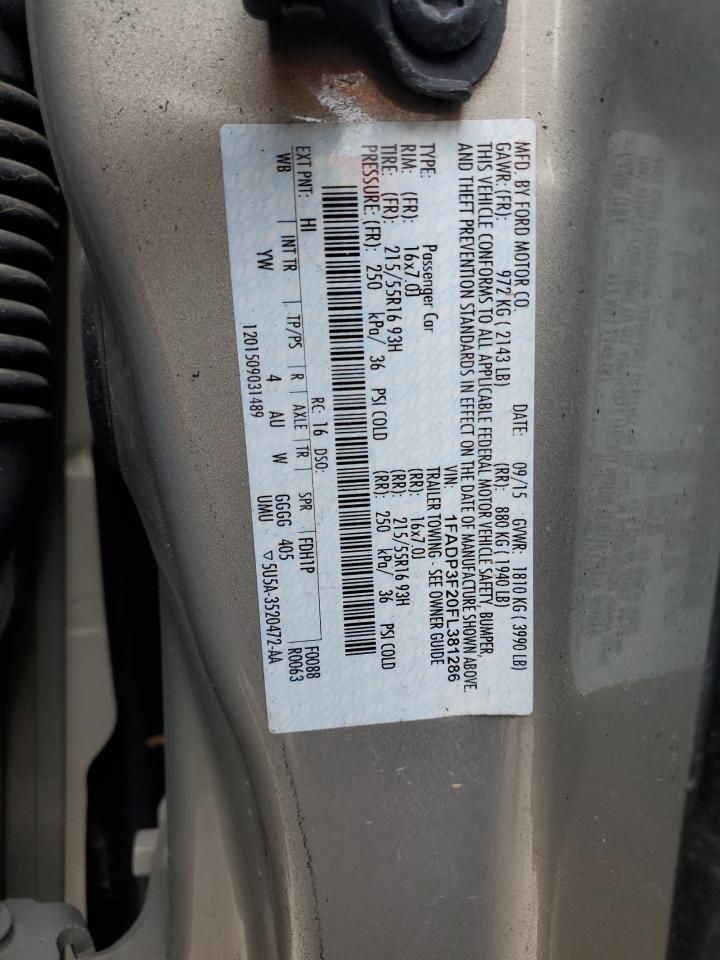 MFD. BY FORD MOTOR CO. DATE: 09/15 GVWR: 1810 KG ( 3990 LB)
GAWR: (FR): 972 KG ( 2143 LB) (RR): 880 KG ( 1940 LB)
THIS VEHICLE CONFORMS TO ALL APPLICABLE FEDERAL MOTOR VEHICLE SAFETY, BUMPER,
AND THEFT PREVENTION STANDARDS IN EFFECT ON THE DATE OF MANUFACTURE SHOWN ABOVE.
VIN: 1FADP3F20FL381286
TYPE: Passenger Car TRAILER TOWING - SEE OWNER GUIDE
RIM: (FR): 16x7.0J (RR): 16x7.0J
TIRE: (FR): 215/55R16 93H (RR): 215/55R16 93H
PRESSURE: (FR): 250 kPa/ 36 PSI COLD (RR): 250 kPa/ 36 PSI COLD
RC: 16 DSO: F0088
EXT PNT: HI FDH1P R0063
WB INT TR TP/PS R AXLE TR SPR
YW 4 AU W GGGG 405
1201509031489 UMU ▽5U5A-3520472-AA